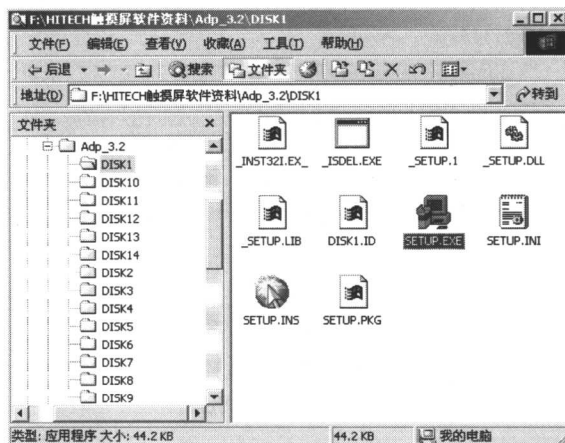 F:\HITECH触摸屏软件资料\Adp_3.2\DISK1
文件(F) 编辑(E) 查看(V) 收藏(A) 工具(T) 帮助(H)
后退 搜索 文件夹
地址(D) F:\HITECH触摸屏软件资料\Adp_3.2\DISK1 转到
文件夹
Adp_3.2
DISK1
DISK10
DISK11
DISK12
DISK13
DISK14
DISK2
DISK3
DISK4
DISK5
DISK6
DISK7
DISK8
DISK9
_INST32I.EX_ _ISDEL.EXE _SETUP.1 _SETUP.DLL
_SETUP.LIB DISK1.ID SETUP.EXE SETUP.INI
SETUP.INS SETUP.PKG
类型: 应用程序 大小: 44.2 KB 44.2 KB 我的电脑